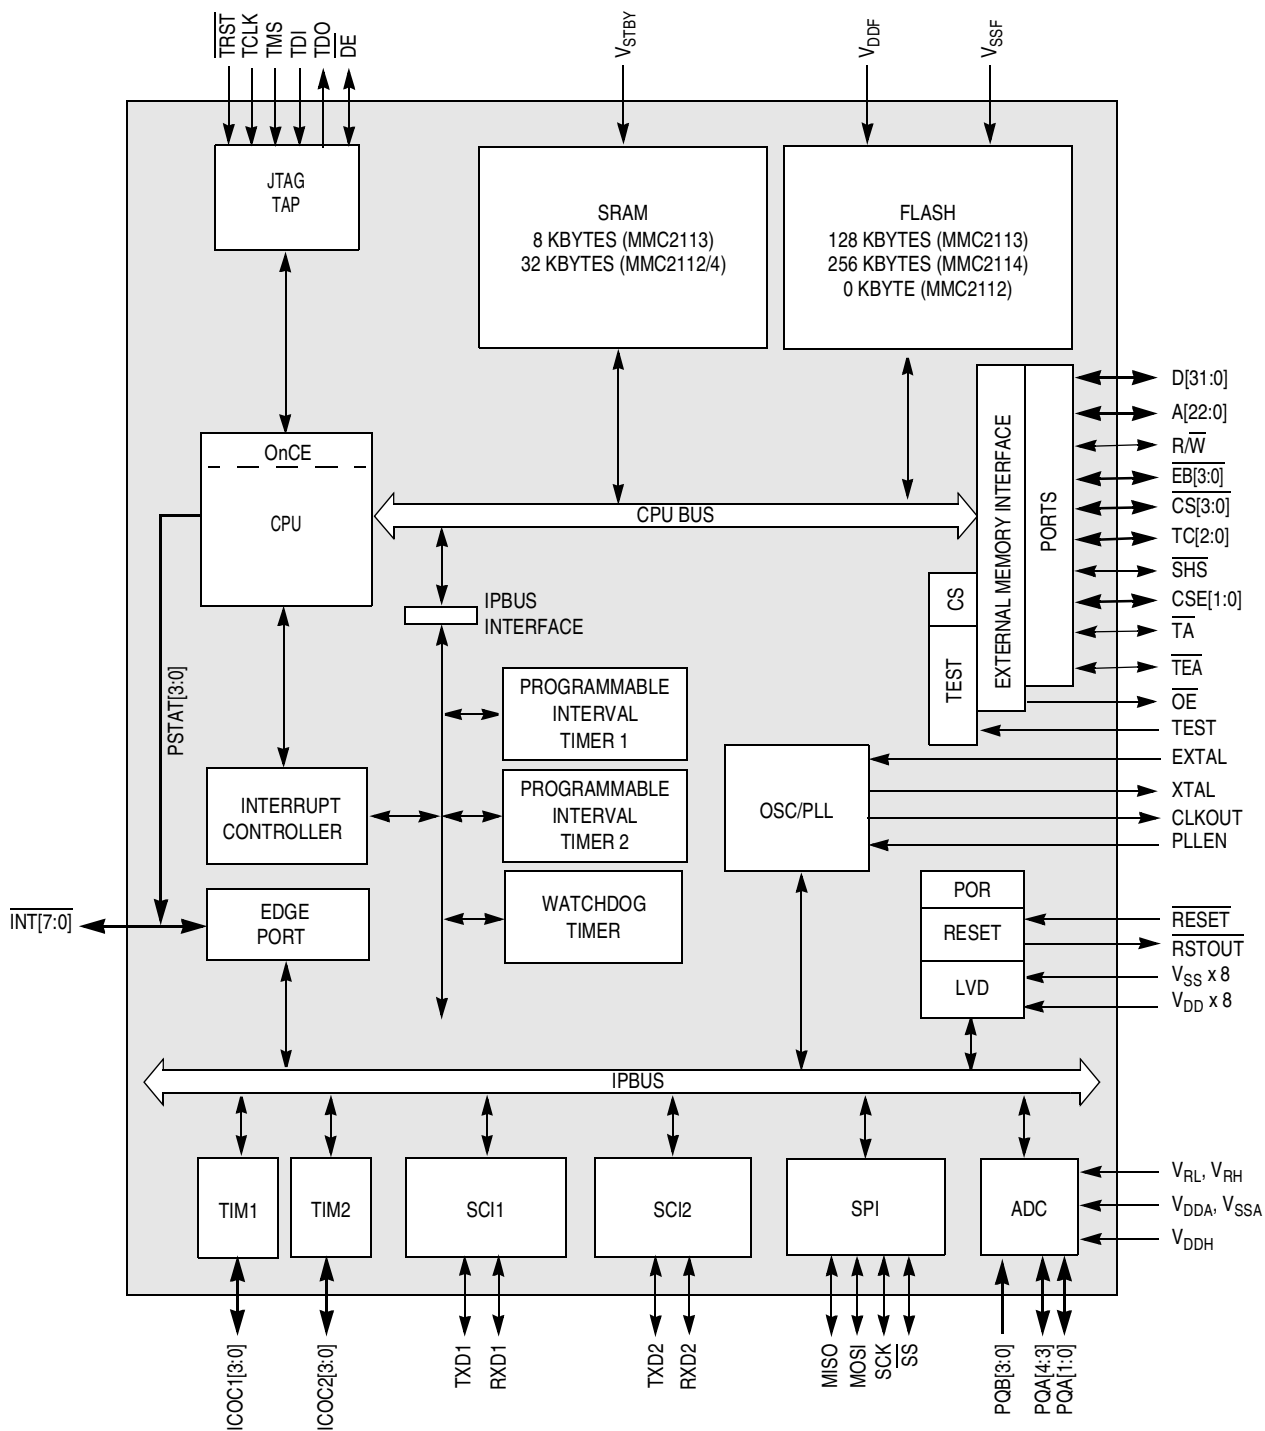 TRST
TCLK
TMS
TDI
TDO
DE
VSTBY
VDDF
VSSF
JTAG
TAP
SRAM
8 KBYTES (MMC2113)
32 KBYTES (MMC2112/4)
FLASH
128 KBYTES (MMC2113)
256 KBYTES (MMC2114)
0 KBYTE (MMC2112)
OnCE
CPU
CPU BUS
EXTERNAL MEMORY INTERFACE
PORTS
CS
TEST
D[31:0]
A[22:0]
R/W
EB[3:0]
CS[3:0]
TC[2:0]
SHS
CSE[1:0]
TA
TEA
OE
TEST
EXTAL
XTAL
CLKOUT
PLLEN
IPBUS
INTERFACE
PSTAT[3:0]
PROGRAMMABLE
INTERVAL
TIMER 1
PROGRAMMABLE
INTERVAL
TIMER 2
WATCHDOG
TIMER
INTERRUPT
CONTROLLER
OSC/PLL
INT[7:0]
EDGE
PORT
POR
RESET
LVD
RESET
RSTOUT
VSS x 8
VDD x 8
IPBUS
TIM1
TIM2
SCI1
SCI2
SPI
ADC
VRL, VRH
VDDA, VSSA
VDDH
ICOC1[3:0]
ICOC2[3:0]
TXD1
RXD1
TXD2
RXD2
MISO
MOSI
SCK
SS
PQB[3:0]
PQA[4:3]
PQA[1:0]